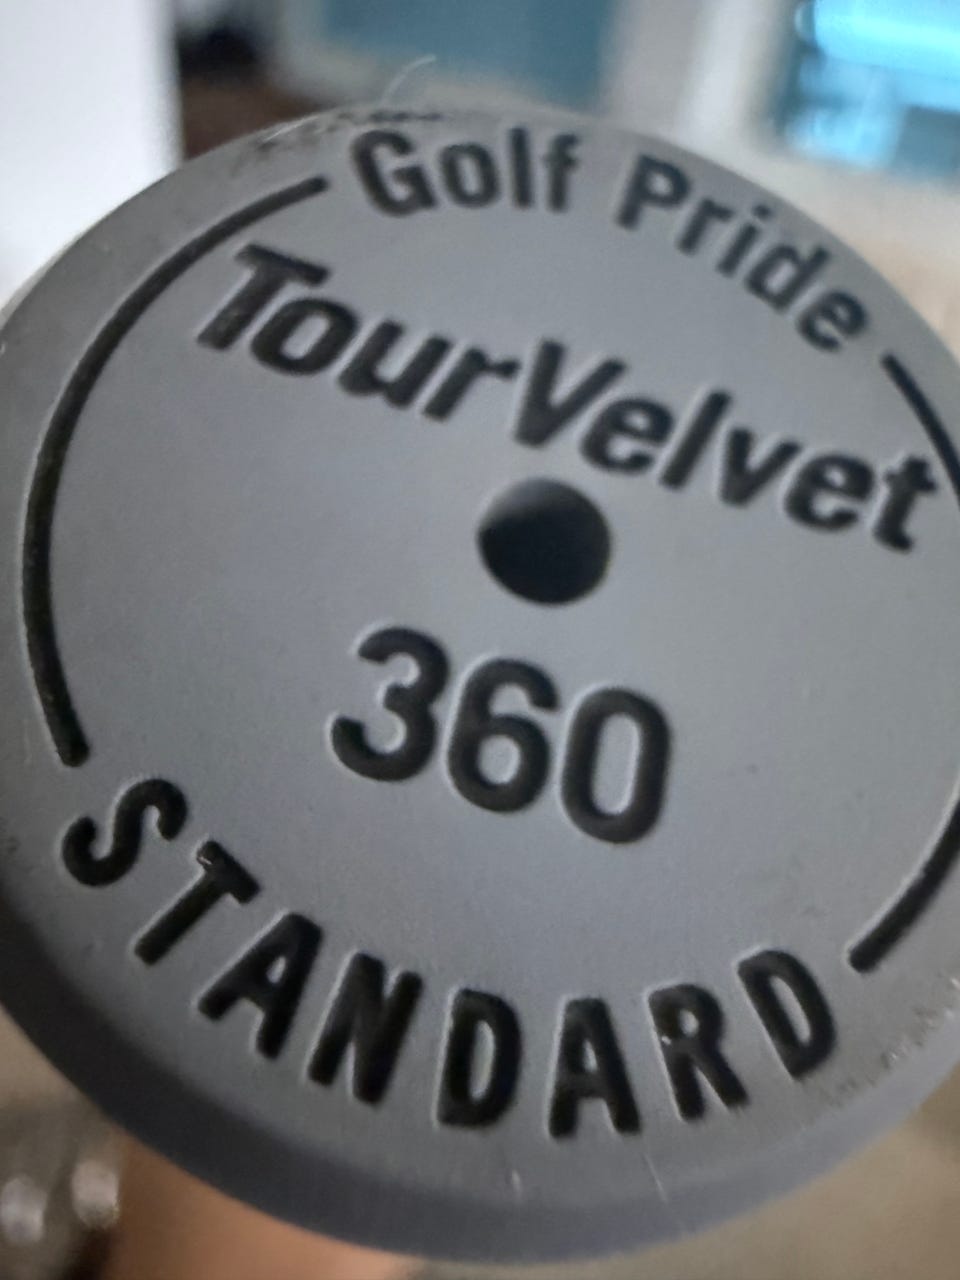 Golf Pride
TourVelvet
360
STANDARD